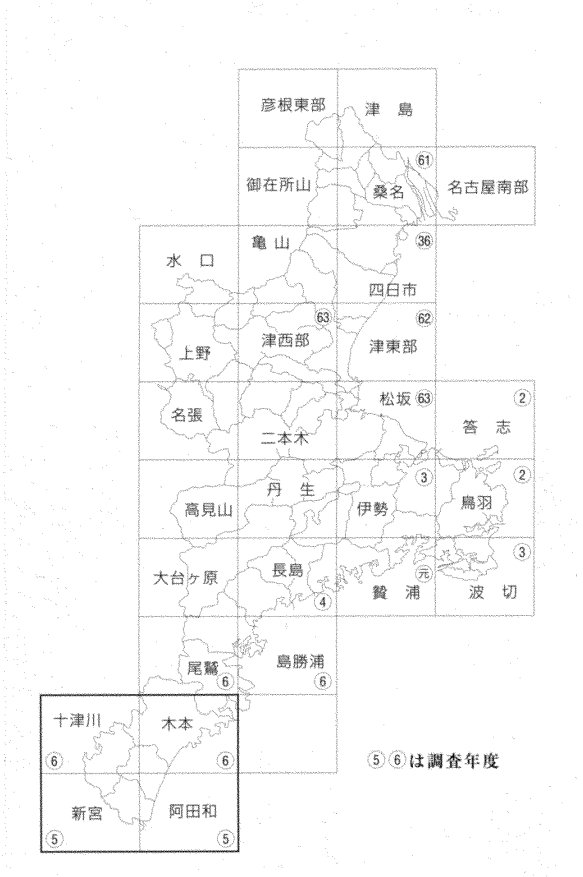 彦根東部
津島
61
御在所山
桑名
名古屋南部
亀山
36
水口
四日市
63
62
上野
津西部
津東部
松坂 63
2
名張
答志
二本木
3
2
丹生
高見山
伊勢
鳥羽
3
大台ヶ原
長島
元
4
贄浦
波切
尾鷲
島勝浦
6
6
十津川
木本
6
6
⑤⑥は調査年度
新宮
阿田和
5
5